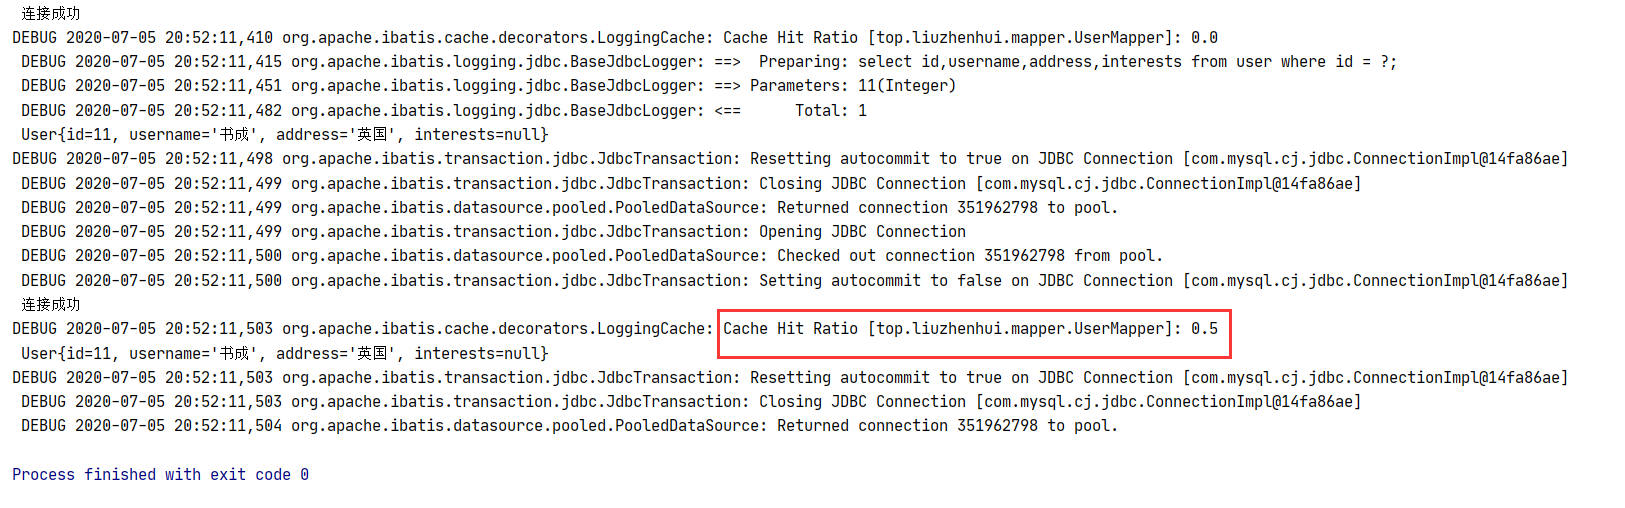 连接成功
DEBUG 2020-07-05 20:52:11,410 org.apache.ibatis.cache.decorators.LoggingCache: Cache Hit Ratio [top.liuzhenhui.mapper.UserMapper]: 0.0
DEBUG 2020-07-05 20:52:11,415 org.apache.ibatis.logging.jdbc.BaseJdbcLogger: ==>  Preparing: select id,username,address,interests from user where id = ?;
DEBUG 2020-07-05 20:52:11,451 org.apache.ibatis.logging.jdbc.BaseJdbcLogger: ==> Parameters: 11(Integer)
DEBUG 2020-07-05 20:52:11,482 org.apache.ibatis.logging.jdbc.BaseJdbcLogger: <==      Total: 1
User{id=11, username='书成', address='英国', interests=null}
DEBUG 2020-07-05 20:52:11,498 org.apache.ibatis.transaction.jdbc.JdbcTransaction: Resetting autocommit to true on JDBC Connection [com.mysql.cj.jdbc.ConnectionImpl@14fa86ae]
DEBUG 2020-07-05 20:52:11,499 org.apache.ibatis.transaction.jdbc.JdbcTransaction: Closing JDBC Connection [com.mysql.cj.jdbc.ConnectionImpl@14fa86ae]
DEBUG 2020-07-05 20:52:11,499 org.apache.ibatis.datasource.pooled.PooledDataSource: Returned connection 351962798 to pool.
DEBUG 2020-07-05 20:52:11,499 org.apache.ibatis.transaction.jdbc.JdbcTransaction: Opening JDBC Connection
DEBUG 2020-07-05 20:52:11,500 org.apache.ibatis.datasource.pooled.PooledDataSource: Checked out connection 351962798 from pool.
DEBUG 2020-07-05 20:52:11,500 org.apache.ibatis.transaction.jdbc.JdbcTransaction: Setting autocommit to false on JDBC Connection [com.mysql.cj.jdbc.ConnectionImpl@14fa86ae]
连接成功
DEBUG 2020-07-05 20:52:11,503 org.apache.ibatis.cache.decorators.LoggingCache: Cache Hit Ratio [top.liuzhenhui.mapper.UserMapper]: 0.5
User{id=11, username='书成', address='英国', interests=null}
DEBUG 2020-07-05 20:52:11,503 org.apache.ibatis.transaction.jdbc.JdbcTransaction: Resetting autocommit to true on JDBC Connection [com.mysql.cj.jdbc.ConnectionImpl@14fa86ae]
DEBUG 2020-07-05 20:52:11,503 org.apache.ibatis.transaction.jdbc.JdbcTransaction: Closing JDBC Connection [com.mysql.cj.jdbc.ConnectionImpl@14fa86ae]
DEBUG 2020-07-05 20:52:11,504 org.apache.ibatis.datasource.pooled.PooledDataSource: Returned connection 351962798 to pool.
Process finished with exit code 0